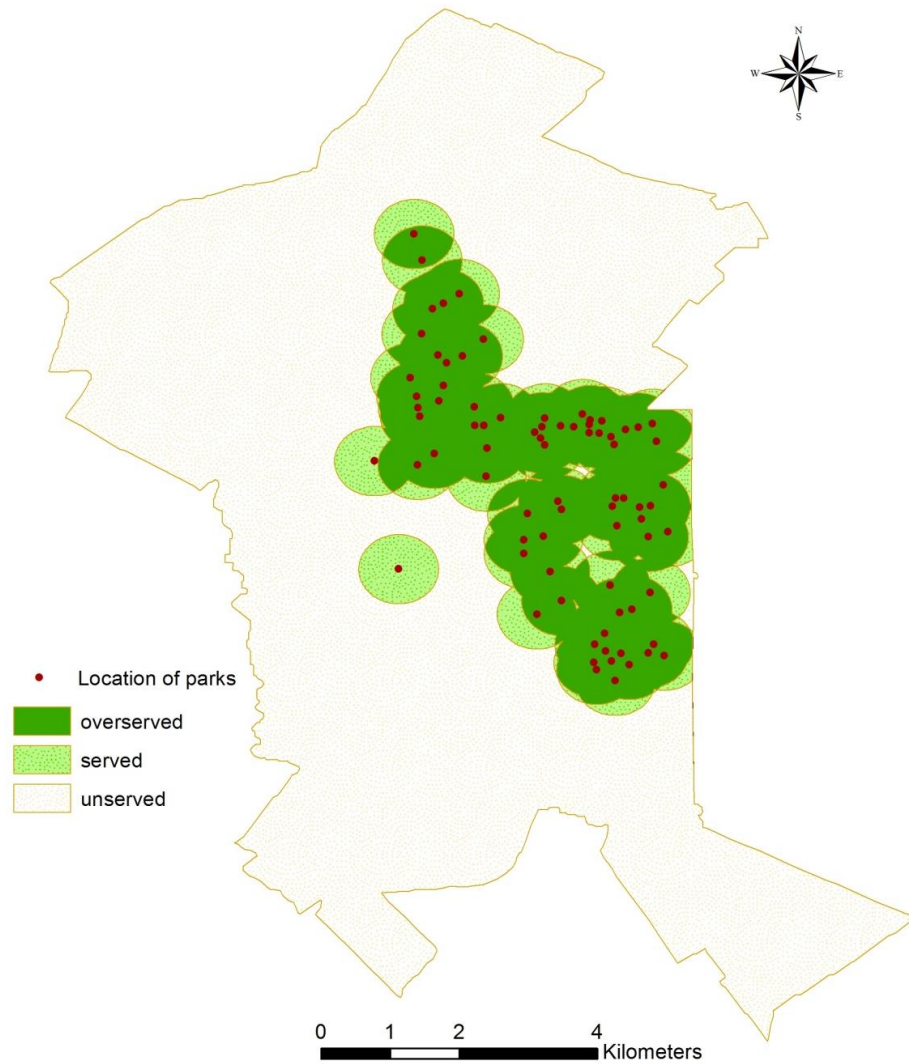 N
W E
S
Location of parks
overserved
served
unserved
0 1 2 4
Kilometers